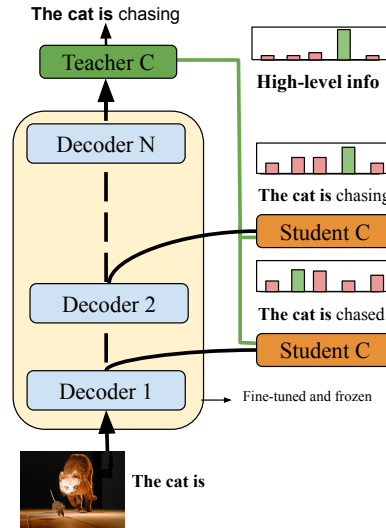 The cat is chasing
Teacher C
High-level info
Decoder N
The cat is chasing
Student C
Decoder 2
The cat is chased
Student C
Decoder 1
Fine-tuned and frozen
The cat is